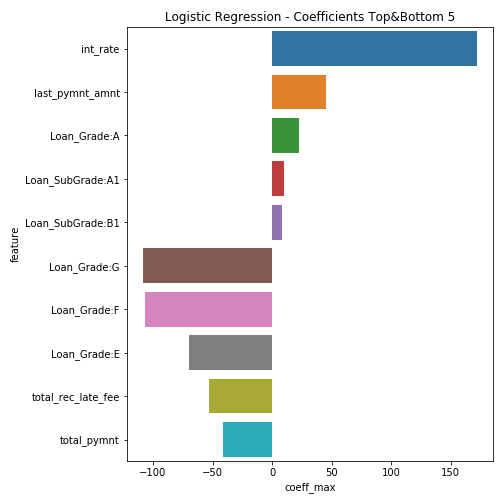 Logistic Regression - Coefficients Top&Bottom 5
int_rate
last_pymnt_amnt
Loan_Grade:A
Loan_SubGrade:A1
Loan_SubGrade:B1
feature
Loan_Grade:G
Loan_Grade:F
Loan_Grade:E
total_rec_late_fee
total_pymnt
−100 −50 0 50 100 150
coeff_max